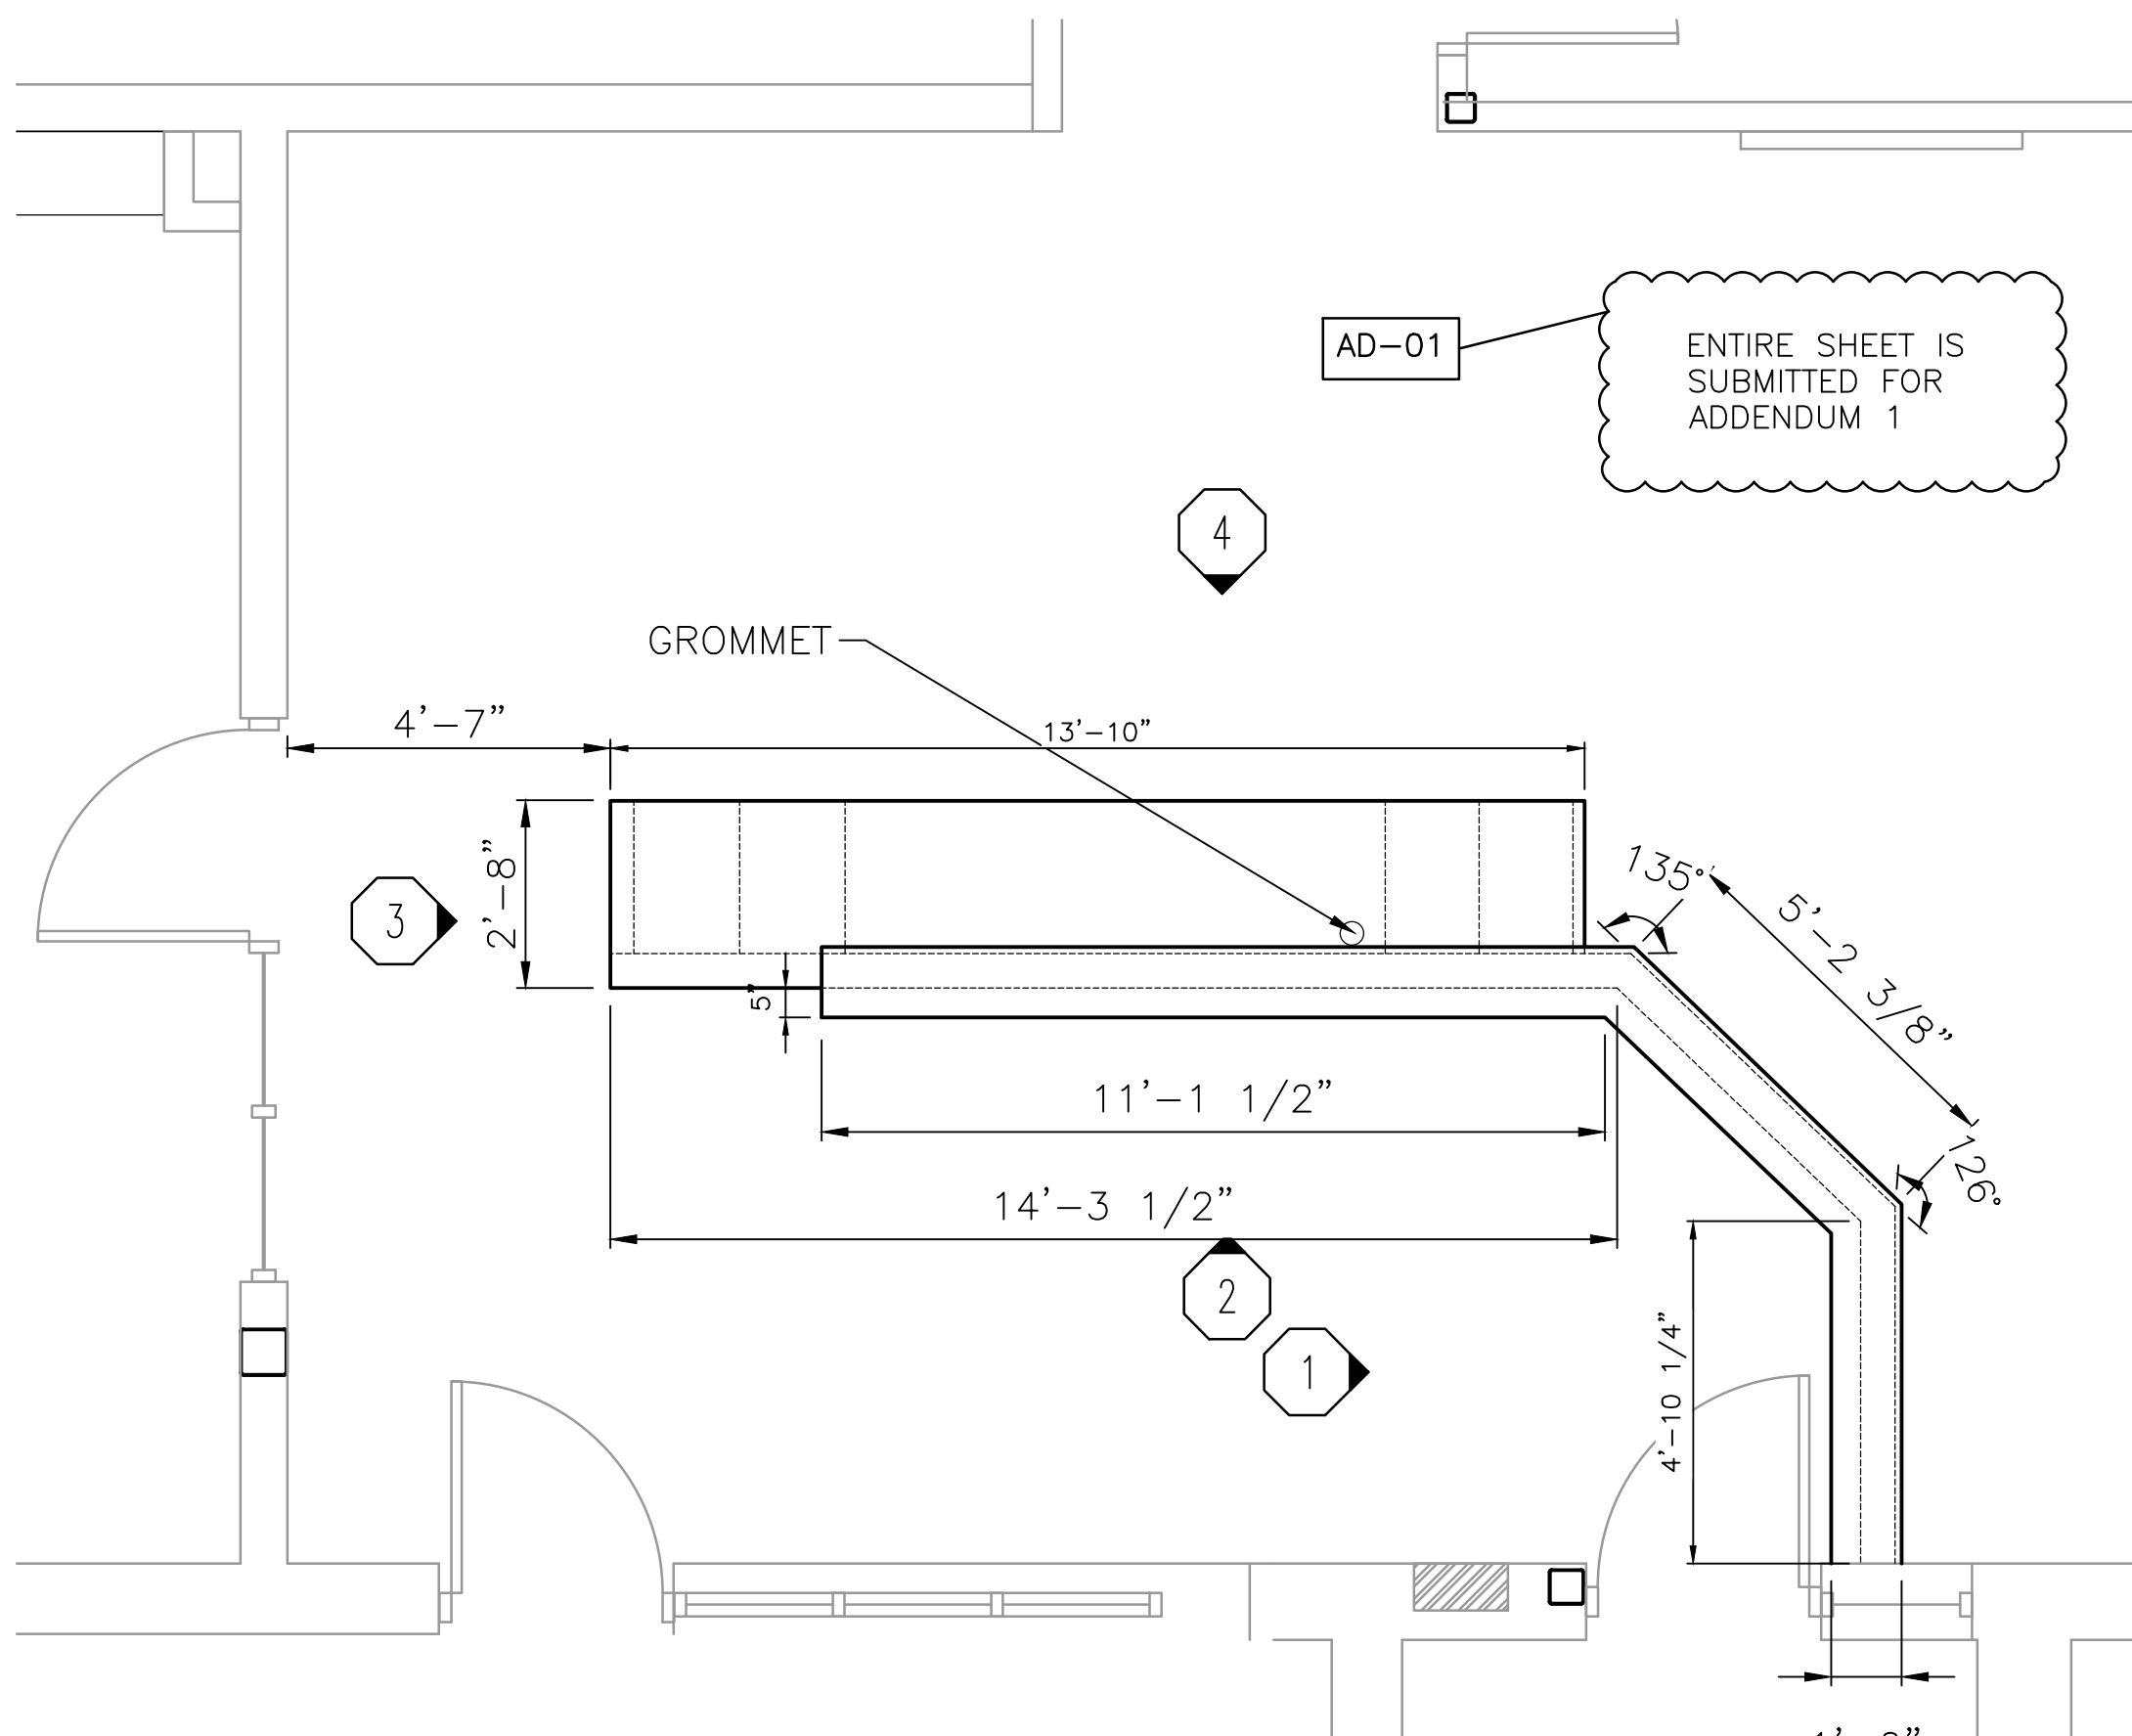 ENTIRE SHEET IS
SUBMITTED FOR
ADDENDUM 1
AD-01
4
GROMMET
4'-7"
13'-10"
2'-8"
3
135°
5'-2 3/8"
5"
11'-1 1/2"
126°
14'-3 1/2"
2
1
4'-10 1/4"